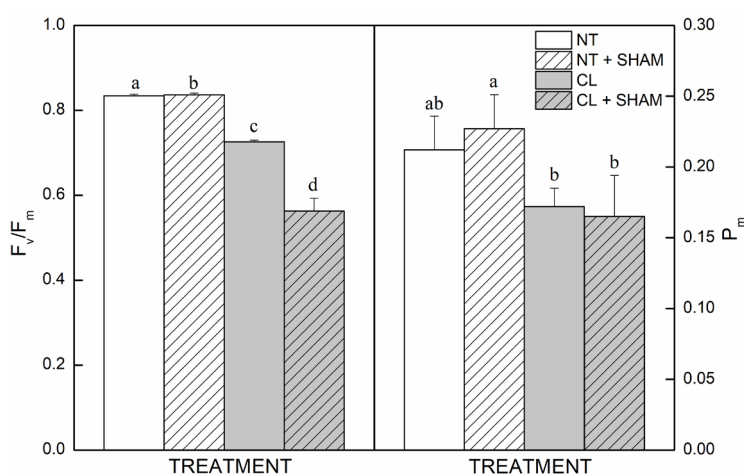 1.0
0.8
0.6
0.4
0.2
0.0
Fv/Fm
a
b
c
d
TREATMENT
NT
NT + SHAM
CL
CL + SHAM
ab
a
b
b
TREATMENT
0.30
0.25
0.20
0.15
0.10
0.05
0.00
Pm